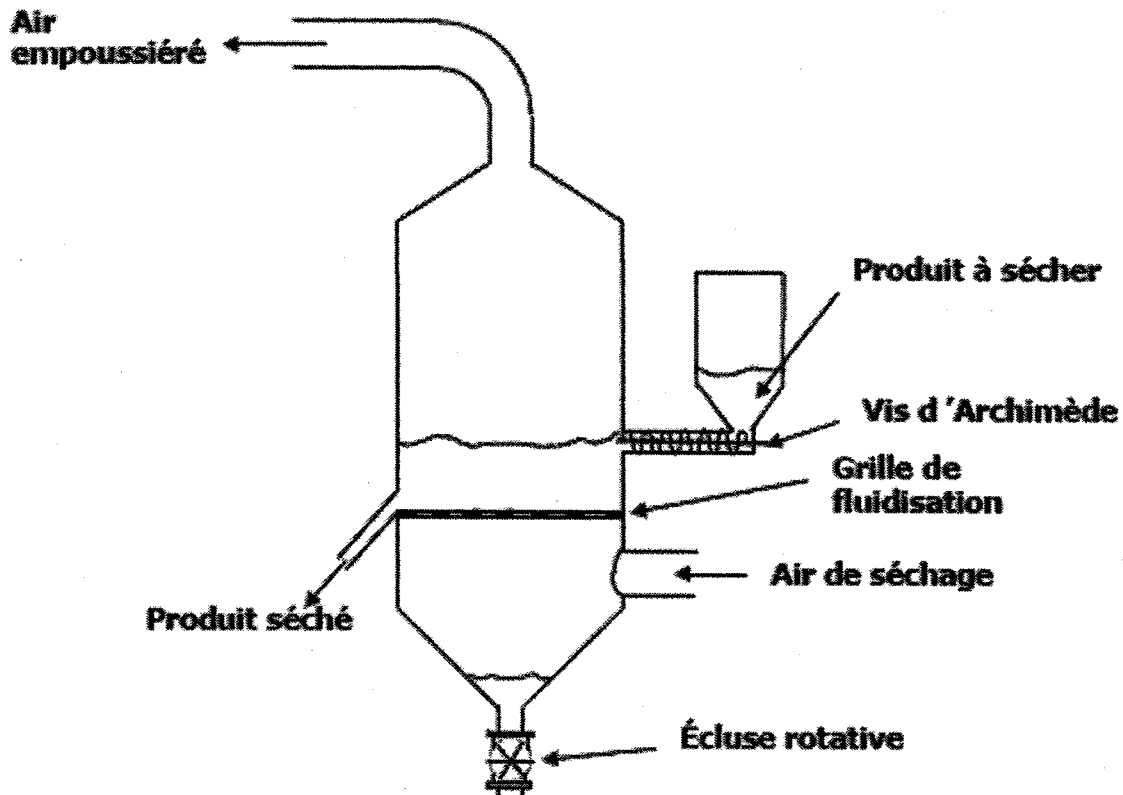 Air
empoussiéré
Produit à sécher
Vis d 'Archimède
Grille de
fluidisation
Air de séchage
Produit séché
Écluse rotative